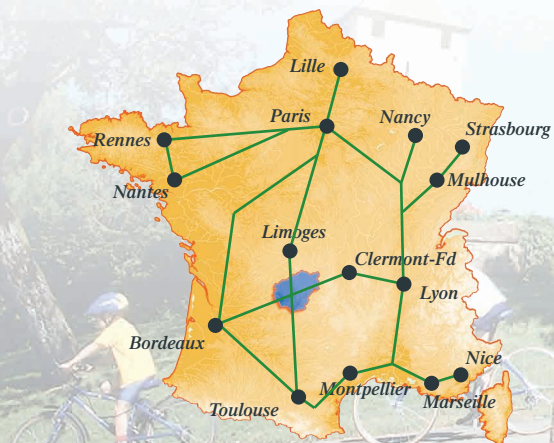 Lille
Paris
Nancy
Strasbourg
Rennes
Mulhouse
Nantes
Limoges
Clermont-Fd
Lyon
Bordeaux
Nice
Montpellier
Marseille
Toulouse